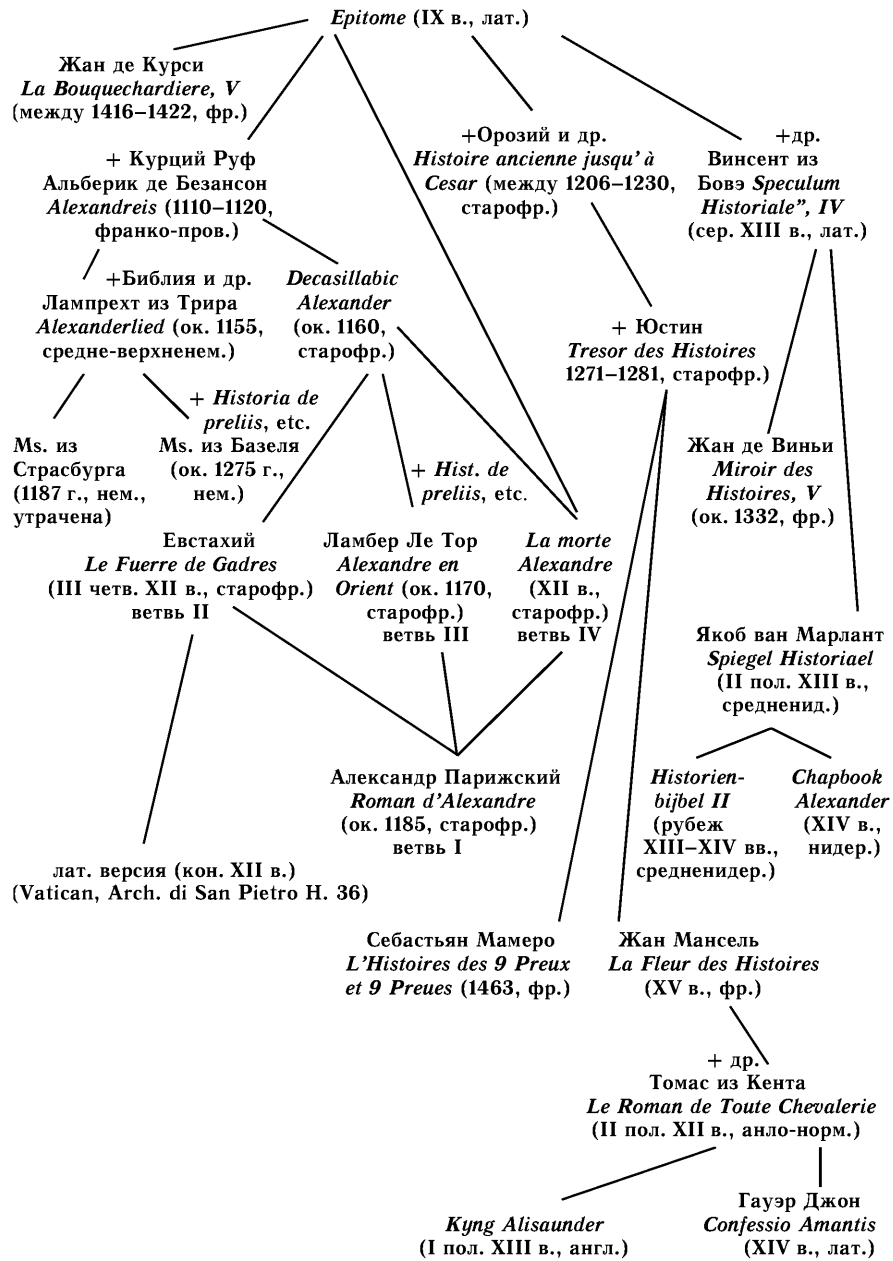 Epitome (IX в., лат.)
Жан де Курси
La Bouquechardiere, V
(между 1416–1422, фр.)
+ Курций Руф
Альберик де Безансон
Alexandreis (1110–1120,
франко-пров.)
+Орозий и др.
Histoire ancienne jusqu' à
Cesar (между 1206–1230,
старофр.)
+др.
Винсент из
Бовэ Speculum
Historiale”, IV
(сер. XIII в., лат.)
+Библия и др.
Лампрехт из Трира
Alexanderlied (ок. 1155,
средне-верхненем.)
Decasillabic
Alexander
(ок. 1160,
старофр.)
+ Юстин
Tresor des Histoires
1271–1281, старофр.)
+ Historia de
preliis, etc.
Ms. из
Страсбурга
(1187 г., нем.,
утрачена)
Ms. из Базеля
(ок. 1275 г.,
нем.)
+ Hist. de
preliis, etc.
Жан де Виньи
Miroir des
Histoires, V
(ок. 1332, фр.)
Евстахий
Le Fuerre de Gadres
(III четв. XII в., старофр.)
ветвь II
Ламбер Ле Тор
Alexandre en
Orient (ок. 1170,
старофр.)
ветвь III
La morte
Alexandre
(XII в.,
старофр.)
ветвь IV
Якоб ван Марлант
Spiegel Historiael
(II пол. XIII в.,
средненид.)
Александр Парижский
Roman d'Alexandre
(ок. 1185, старофр.)
ветвь I
Historien-
bijbel II
(рубеж
XIII–XIV вв.,
средненидер.)
Chapbook
Alexander
(XIV в.,
нидер.)
лат. версия (кон. XII в.)
(Vatican, Arch. di San Pietro H. 36)
Себастьян Мамеро
L'Histoires des 9 Preux
et 9 Preues (1463, фр.)
Жан Мансель
La Fleur des Histoires
(XV в., фр.)
+ др.
Томас из Кента
Le Roman de Toute Chevalerie
(II пол. XII в., анло-норм.)
Kyng Alisaunder
(I пол. XIII в., англ.)
Гауэр Джон
Confessio Amantis
(XIV в., лат.)